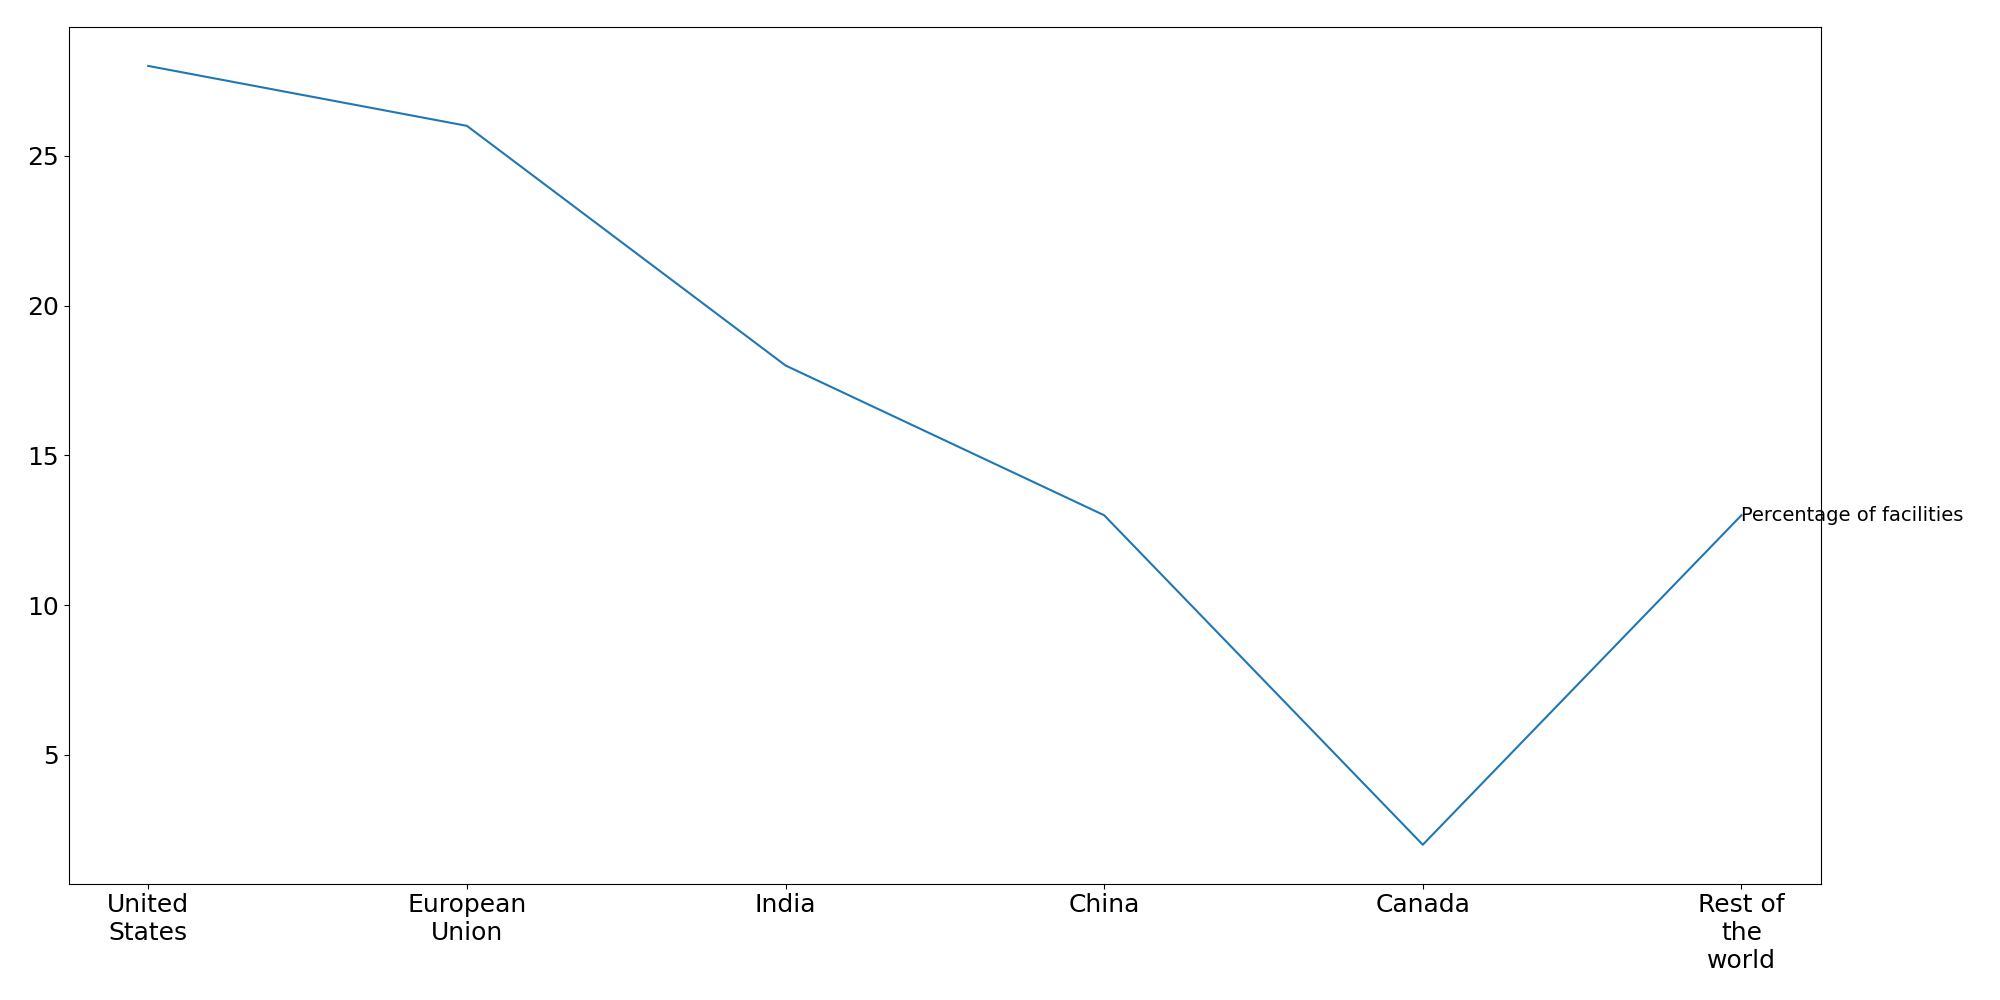 25
20
15
10
5
Percentage of facilities
United
States
European
Union
India
China
Canada
Rest of
the
world